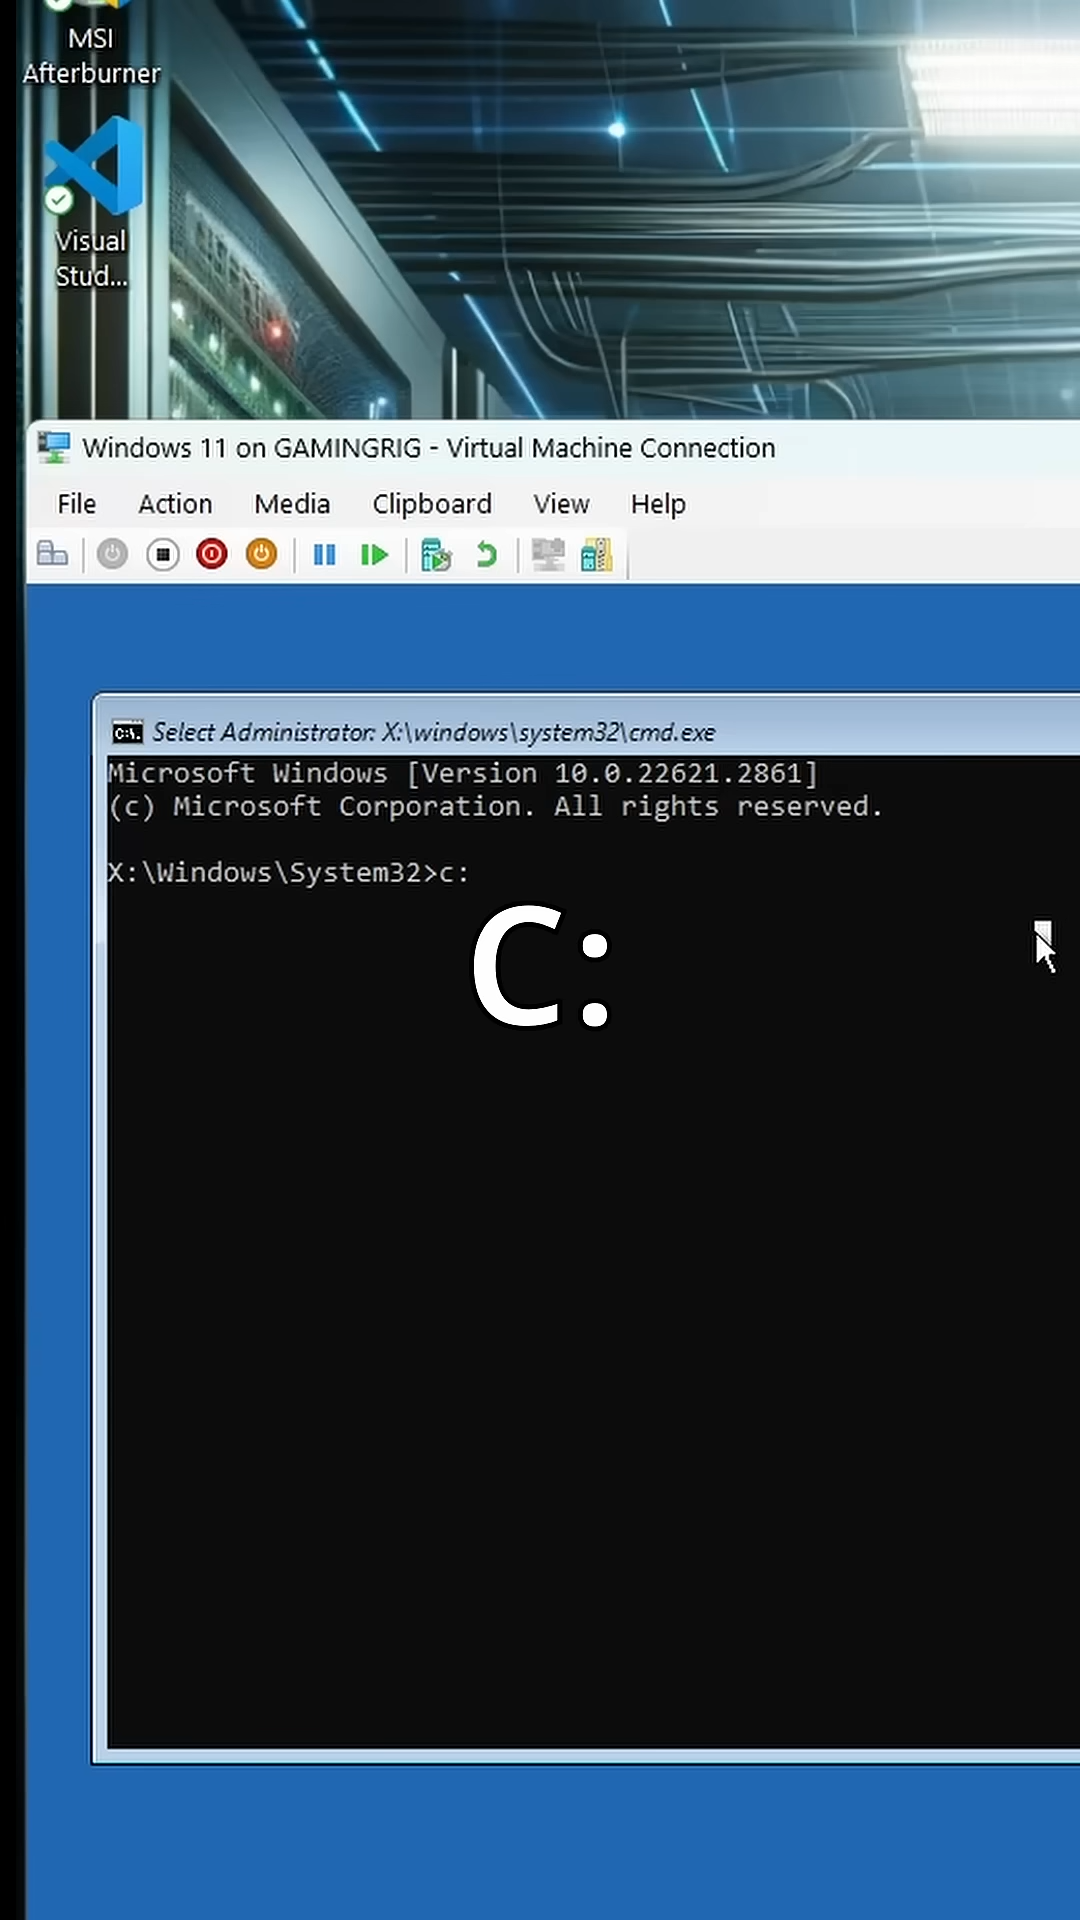 MSI
Afterburner
Visual
Stud...
Windows 11 on GAMINGRIG - Virtual Machine Connection
File Action Media Clipboard View Help
Select Administrator: X:\windows\system32\cmd.exe
Microsoft Windows [Version 10.0.22621.2861]
(c) Microsoft Corporation. All rights reserved.
X:\Windows\System32>c:
C: